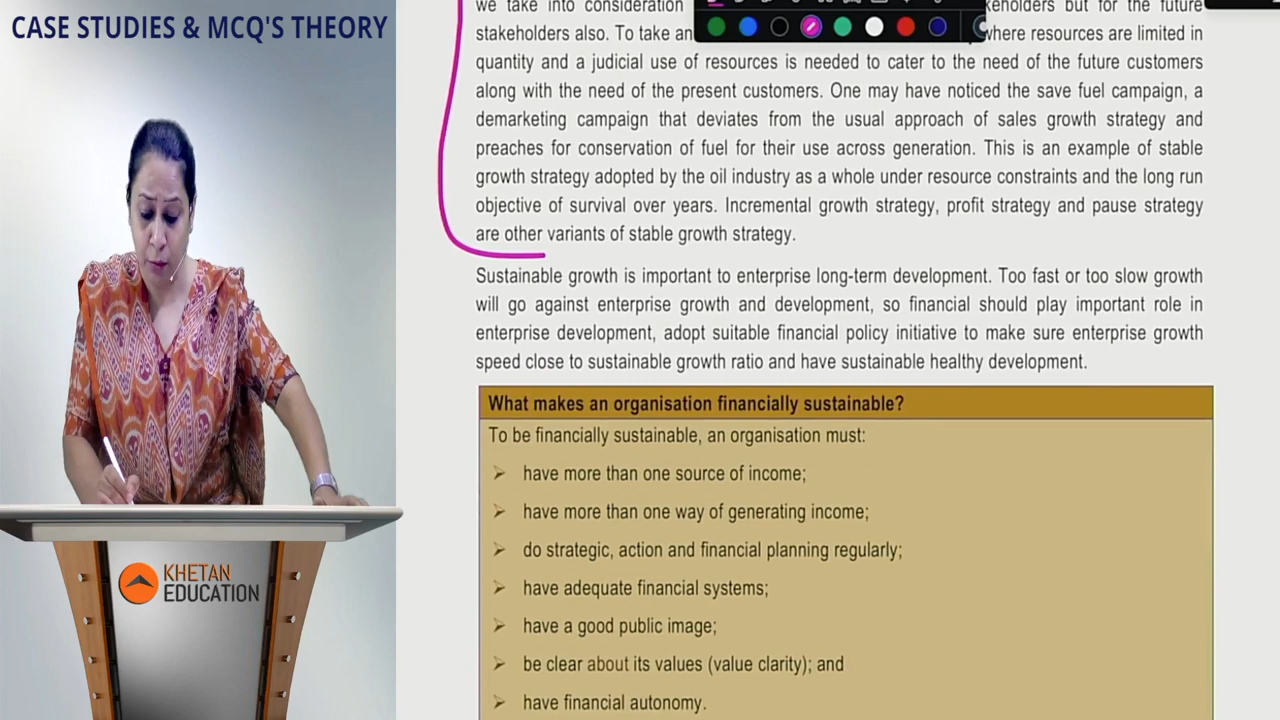 CASE STUDIES & MCQ'S THEORY
we take into consideration keholders but for the future
stakeholders also. To take an where resources are limited in
quantity and a judicial use of resources is needed to cater to the need of the future customers
along with the need of the present customers. One may have noticed the save fuel campaign, a
demarketing campaign that deviates from the usual approach of sales growth strategy and
preaches for conservation of fuel for their use across generation. This is an example of stable
growth strategy adopted by the oil industry as a whole under resource constraints and the long run
objective of survival over years. Incremental growth strategy, profit strategy and pause strategy
are other variants of stable growth strategy.
Sustainable growth is important to enterprise long-term development. Too fast or too slow growth
will go against enterprise growth and development, so financial should play important role in
enterprise development, adopt suitable financial policy initiative to make sure enterprise growth
speed close to sustainable growth ratio and have sustainable healthy development.
What makes an organisation financially sustainable?
To be financially sustainable, an organisation must:
➢ have more than one source of income;
➢ have more than one way of generating income;
➢ do strategic, action and financial planning regularly;
➢ have adequate financial systems;
➢ have a good public image;
➢ be clear about its values (value clarity); and
➢ have financial autonomy.
KHETAN
EDUCATION